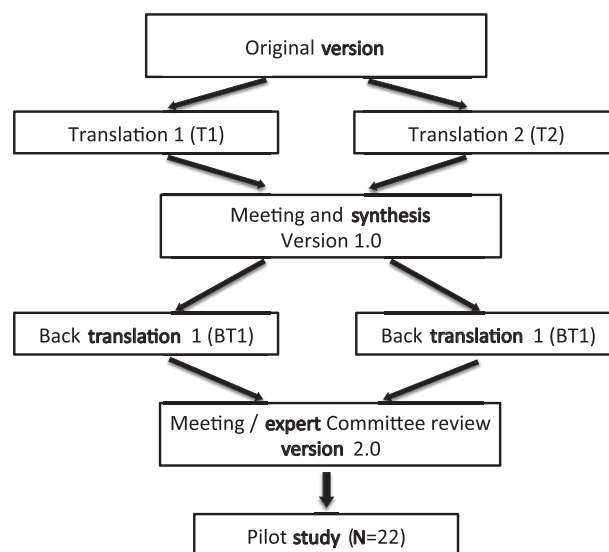 Original version
Translation 1 (T1)
Translation 2 (T2)
Meeting and synthesis
Version 1.0
Back translation 1 (BT1)
Back translation 1 (BT1)
Meeting / expert Committee review
version 2.0
Pilot study (N=22)